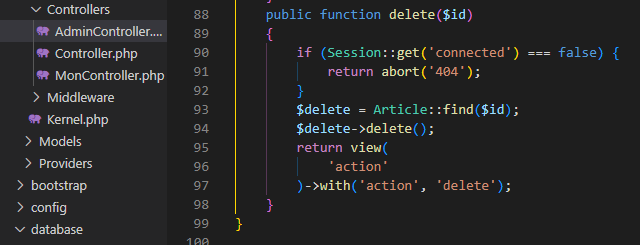 Controllers
AdminController....
Controller.php
MonController.php
Middleware
Kernel.php
Models
Providers
bootstrap
config
database
88 public function delete($id)
89 {
90 if (Session::get('connected') === false) {
91 return abort('404');
92 }
93 $delete = Article::find($id);
94 $delete->delete();
95 return view(
96 'action'
97 )->with('action', 'delete');
98 }
99 }
100